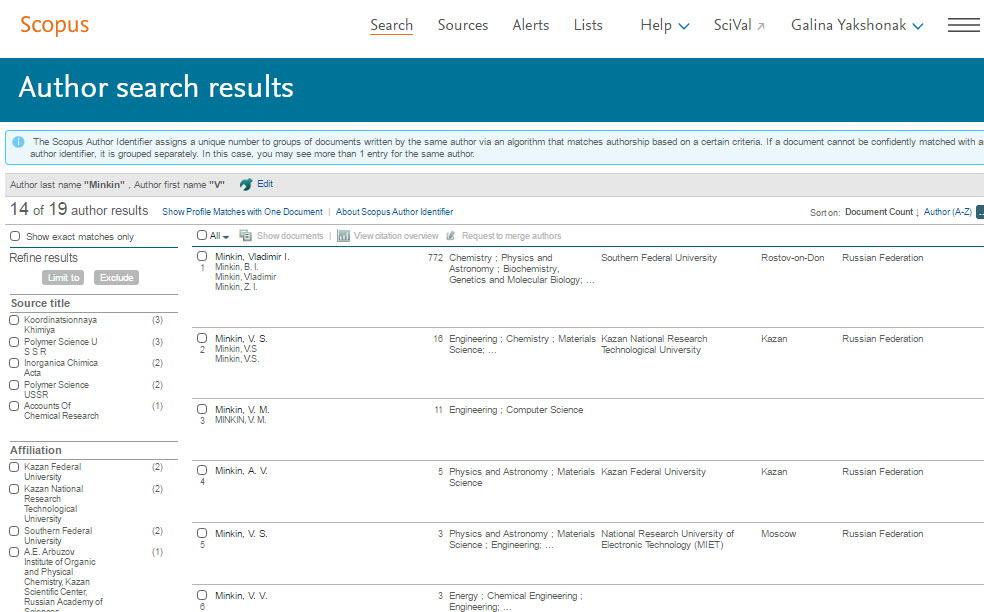 Scopus
Search Sources Alerts Lists Help SciVal Galina Yakshonak
Author search results
The Scopus Author Identifier assigns a unique number to groups of documents written by the same author via an algorithm that matches authorship based on a certain criteria. If a document cannot be confidently matched with a
author identifier, it is grouped separately. In this case, you may see more than 1 entry for the same author.
Author last name "Minkin" , Author first name "V" Edit
14 of 19 author results Show Profile Matches with One Document | About Scopus Author Identifier Sort on: Document Count Author (A-Z)
Show exact matches only
Refine results
Limit to Exclude
Source title
Koordinatsionnaya (3)
Khimiya
Polymer Science U (3)
S S R
Inorganica Chimica (2)
Acta
Polymer Science (2)
USSR
Accounts Of (1)
Chemical Research
Affiliation
Kazan Federal (2)
University
Kazan National (2)
Research
Technological
University
Southern Federal (2)
University
A.E. Arbuzov (1)
Institute of Organic
and Physical
Chemistry, Kazan
Scientific Center,
Russian Academy of
Sciences
All Show documents | View citation overview Request to merge authors
Minkin, Vladimir I. 772 Chemistry ; Physics and Southern Federal University Rostov-on-Don Russian Federation
1 Minkin, B. I. Astronomy ; Biochemistry,
Minkin, Vladimir Genetics and Molecular Biology; ...
Minkin, Z. I.
Minkin, V. S. 16 Engineering ; Chemistry ; Materials Kazan National Research Kazan Russian Federation
2 Minkin, V.S Science; ... Technological University
Minkin, V.S.
Minkin, V. M. 11 Engineering ; Computer Science
3 MINKIN, V. M.
Minkin, A. V. 5 Physics and Astronomy ; Materials Kazan Federal University Kazan Russian Federation
4 Science
Minkin, V. S. 3 Physics and Astronomy ; Materials National Research University of Moscow Russian Federation
5 Science ; Engineering; ... Electronic Technology (MIET)
Minkin, V. V. 3 Energy ; Chemical Engineering ;
6 Engineering; ...